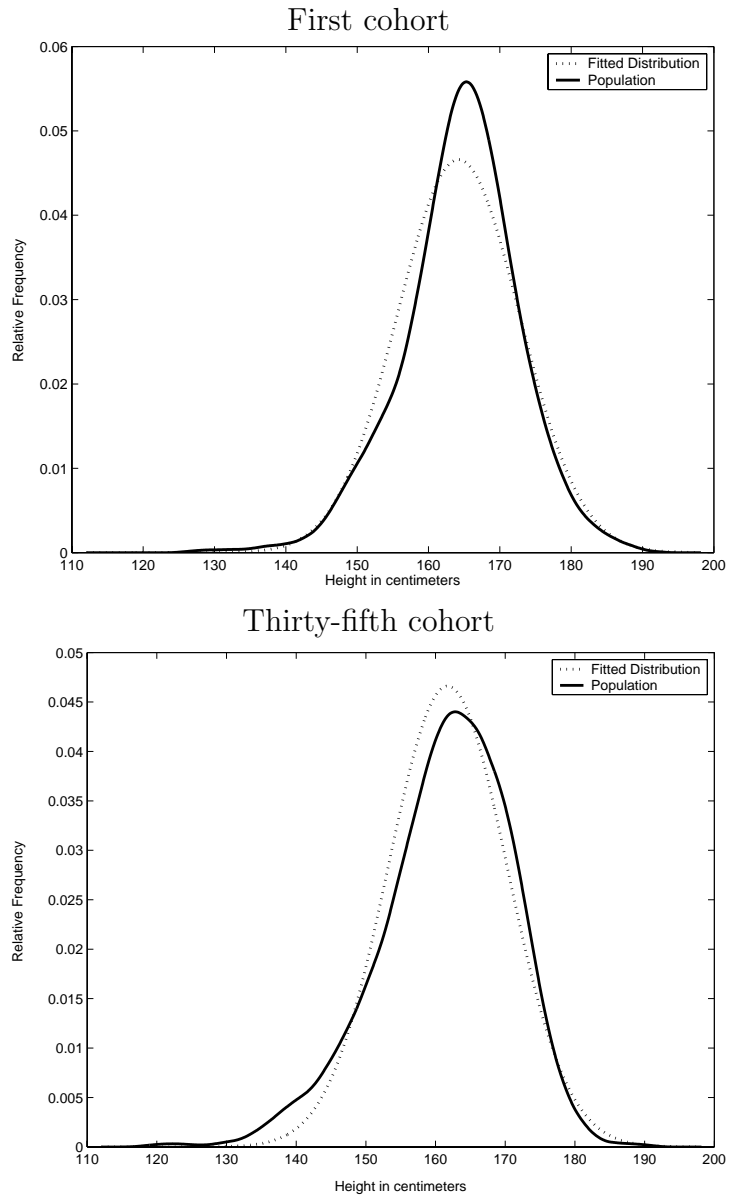 First cohort
0.06
0.05
0.04
0.03
0.02
0.01
0
Relative Frequency
Fitted Distribution
Population
110 120 130 140 150 160 170 180 190 200
Height in centimeters
Thirty-fifth cohort
0.05
0.045
0.04
0.035
0.03
0.025
0.02
0.015
0.01
0.005
0
Relative Frequency
Fitted Distribution
Population
110 120 130 140 150 160 170 180 190 200
Height in centimeters